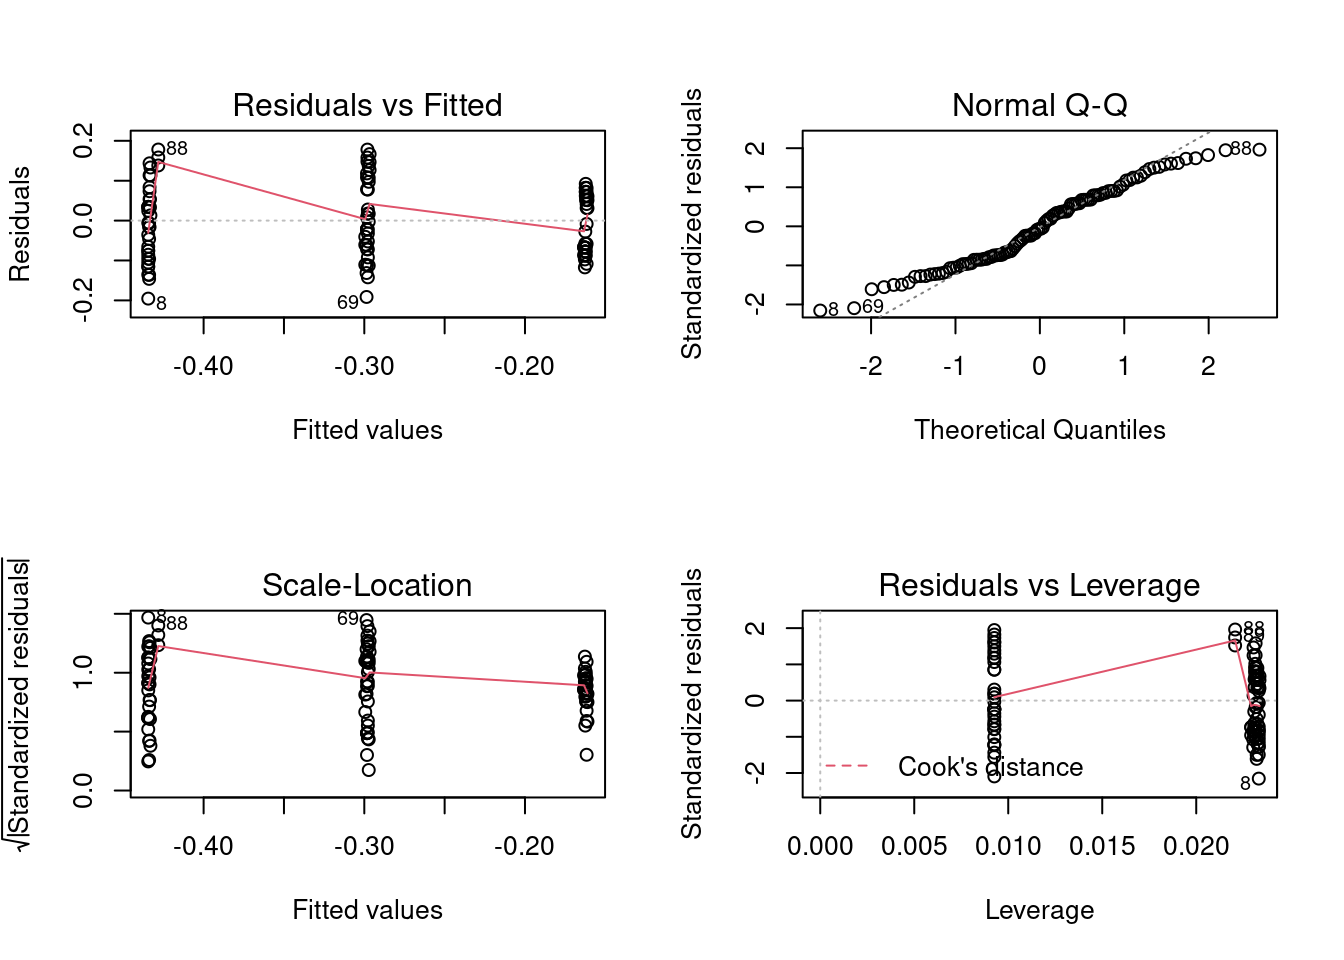 Residuals vs Fitted
Residuals
0.2
0.0
-0.2
88
8
69
-0.40
-0.30
-0.20
Fitted values
Normal Q-Q
Standardized residuals
2
1
0
-2
88
8
69
-2
-1
0
1
2
Theoretical Quantiles
Scale-Location
√|Standardized residuals|
1.0
0.0
8
88
69
-0.40
-0.30
-0.20
Fitted values
Residuals vs Leverage
Standardized residuals
2
0
-2
8
Cook's distance
0.000
0.005
0.010
0.015
0.020
Leverage